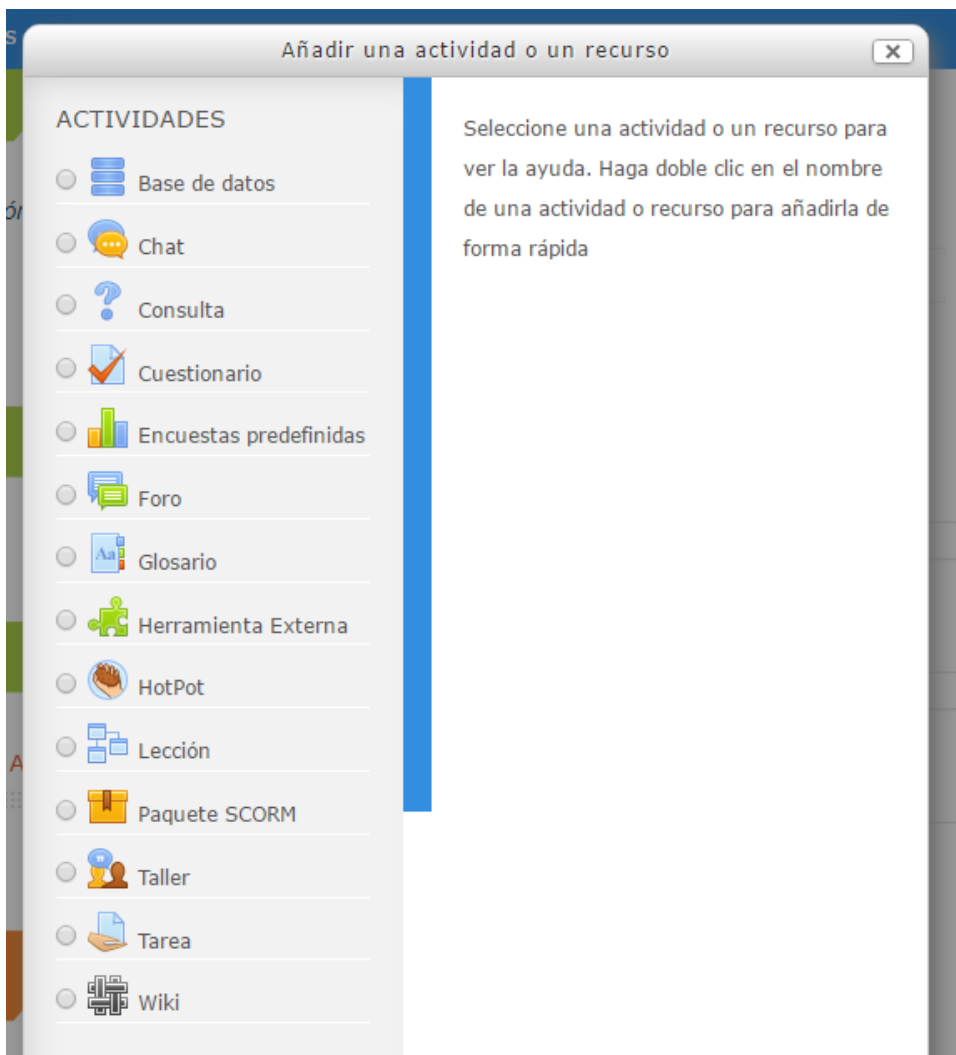 s
Añadir una actividad o un recurso
ACTIVIDADES
Base de datos
Chat
Consulta
Cuestionario
Encuestas predefinidas
Foro
Aa
Glosario
Herramienta Externa
HotPot
Lección
Paquete SCORM
Taller
Tarea
Wiki
Seleccione una actividad o un recurso para
ver la ayuda. Haga doble clic en el nombre
de una actividad o recurso para añadirla de
forma rápida
ón
A